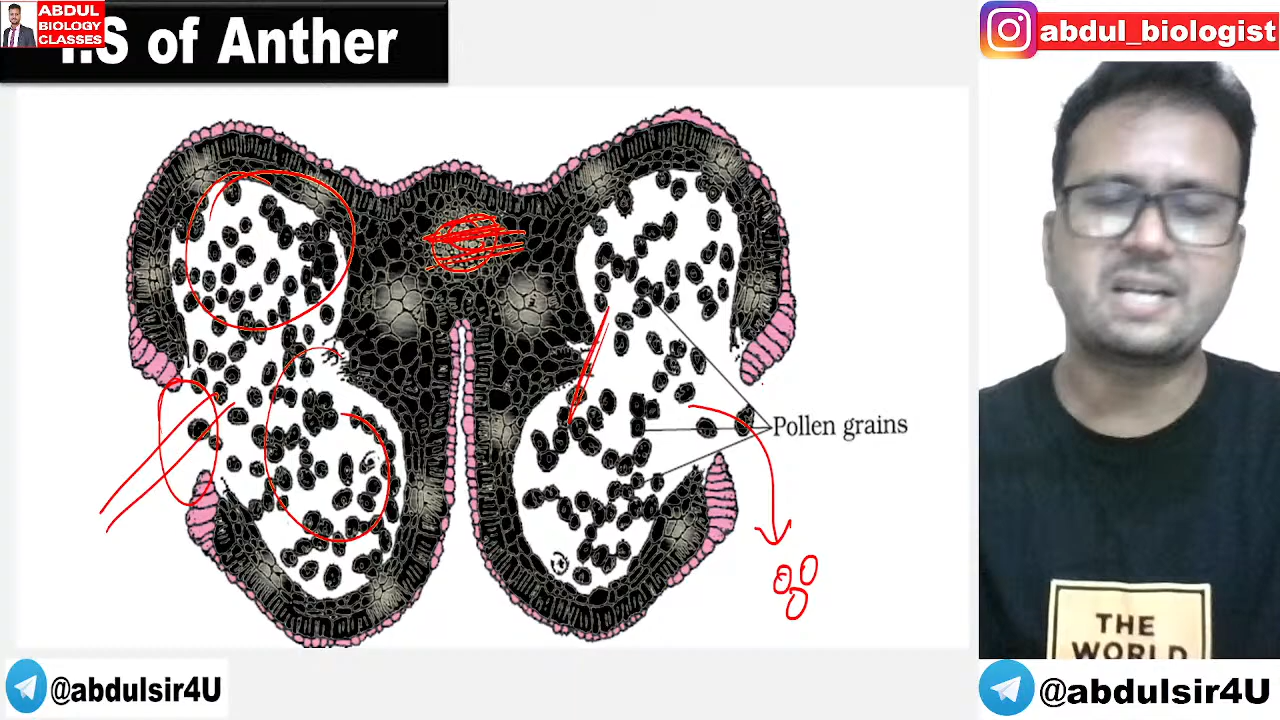 ABDUL
BIOLOGY
CLASSES
T.S of Anther
abdul_biologist
Pollen grains
THE
WORLD
@abdulsir4U
@abdulsir4U